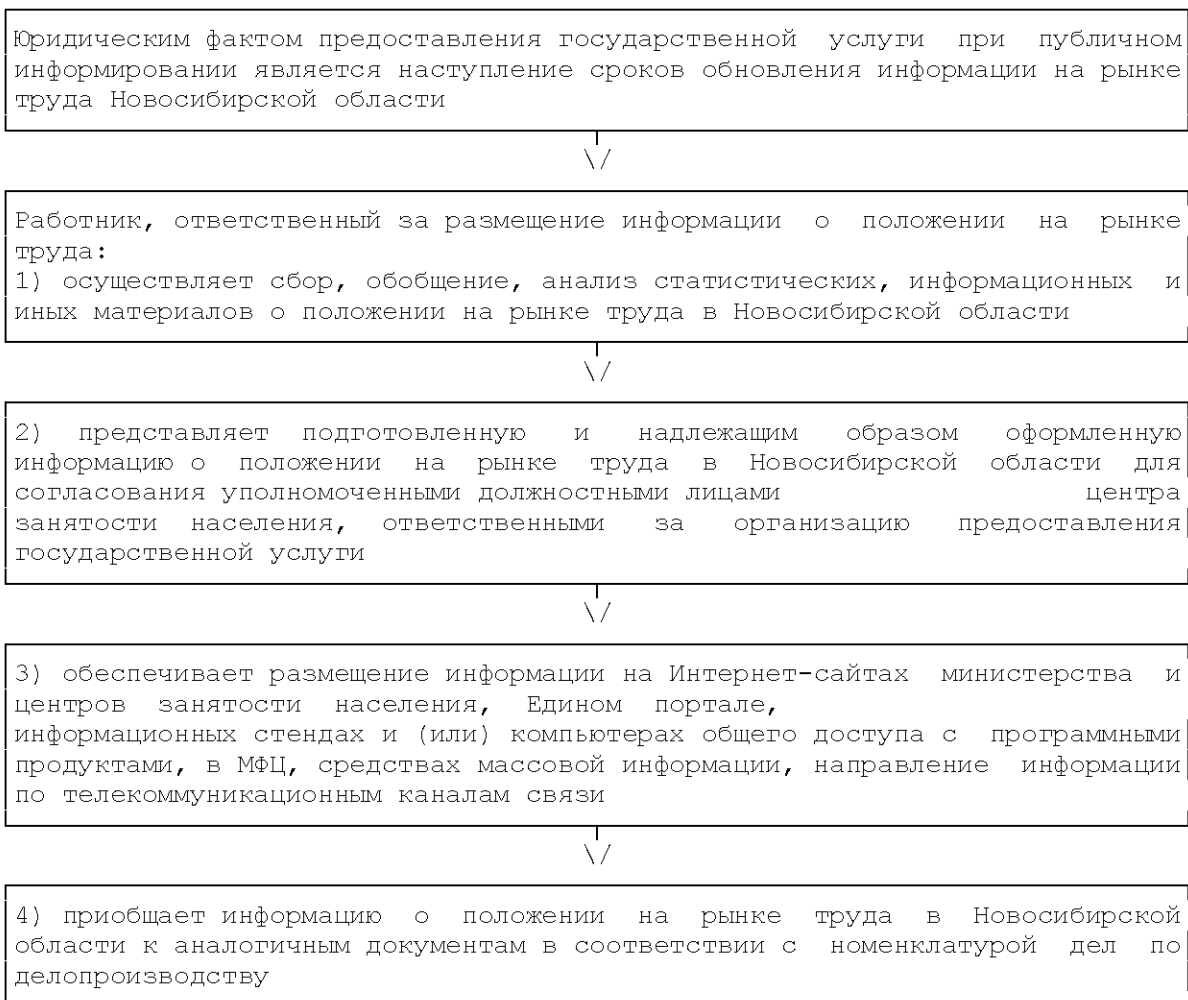 Юридическим фактом предоставления государственной услуги при публичном
информировании является наступление сроков обновления информации на рынке
труда Новосибирской области
\/
Работник, ответственный за размещение информации о положении на рынке
труда:
1) осуществляет сбор, обобщение, анализ статистических, информационных и
иных материалов о положении на рынке труда в Новосибирской области
\/
2) представляет подготовленную и надлежащим образом оформленную
информацию о положении на рынке труда в Новосибирской области для
согласования уполномоченными должностными лицами центра
занятости населения, ответственными за организацию предоставления
государственной услуги
\/
3) обеспечивает размещение информации на Интернет-сайтах министерства и
центров занятости населения, Едином портале,
информационных стендах и (или) компьютерах общего доступа с программными
продуктами, в МФЦ, средствах массовой информации, направление информации
по телекоммуникационным каналам связи
\/
4) приобщает информацию о положении на рынке труда в Новосибирской
области к аналогичным документам в соответствии с номенклатурой дел по
делопроизводству